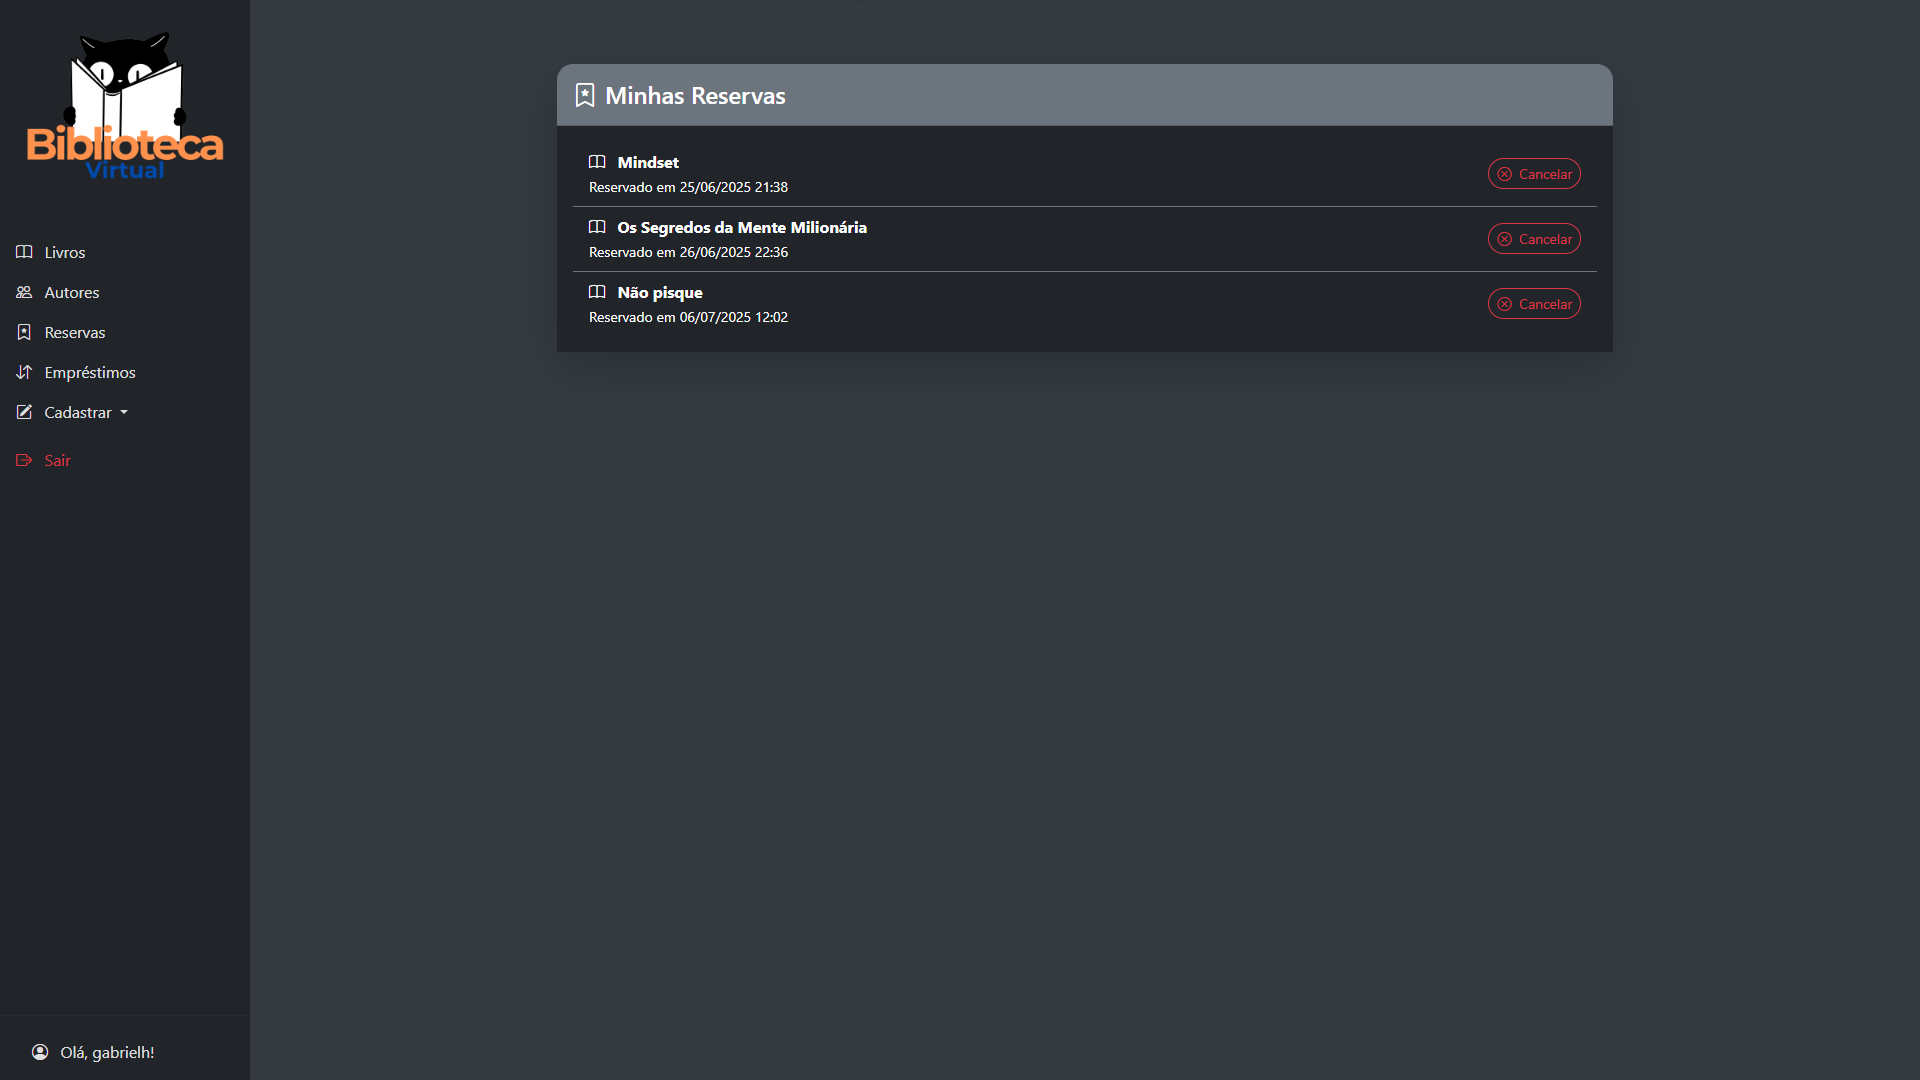 Biblioteca
Virtual
Livros
Autores
Reservas
Empréstimos
Cadastrar
Sair
Olá, gabrielh!
Minhas Reservas
Mindset
Reservado em 25/06/2025 21:38
Cancelar
Os Segredos da Mente Milionária
Reservado em 26/06/2025 22:36
Cancelar
Não pisque
Reservado em 06/07/2025 12:02
Cancelar